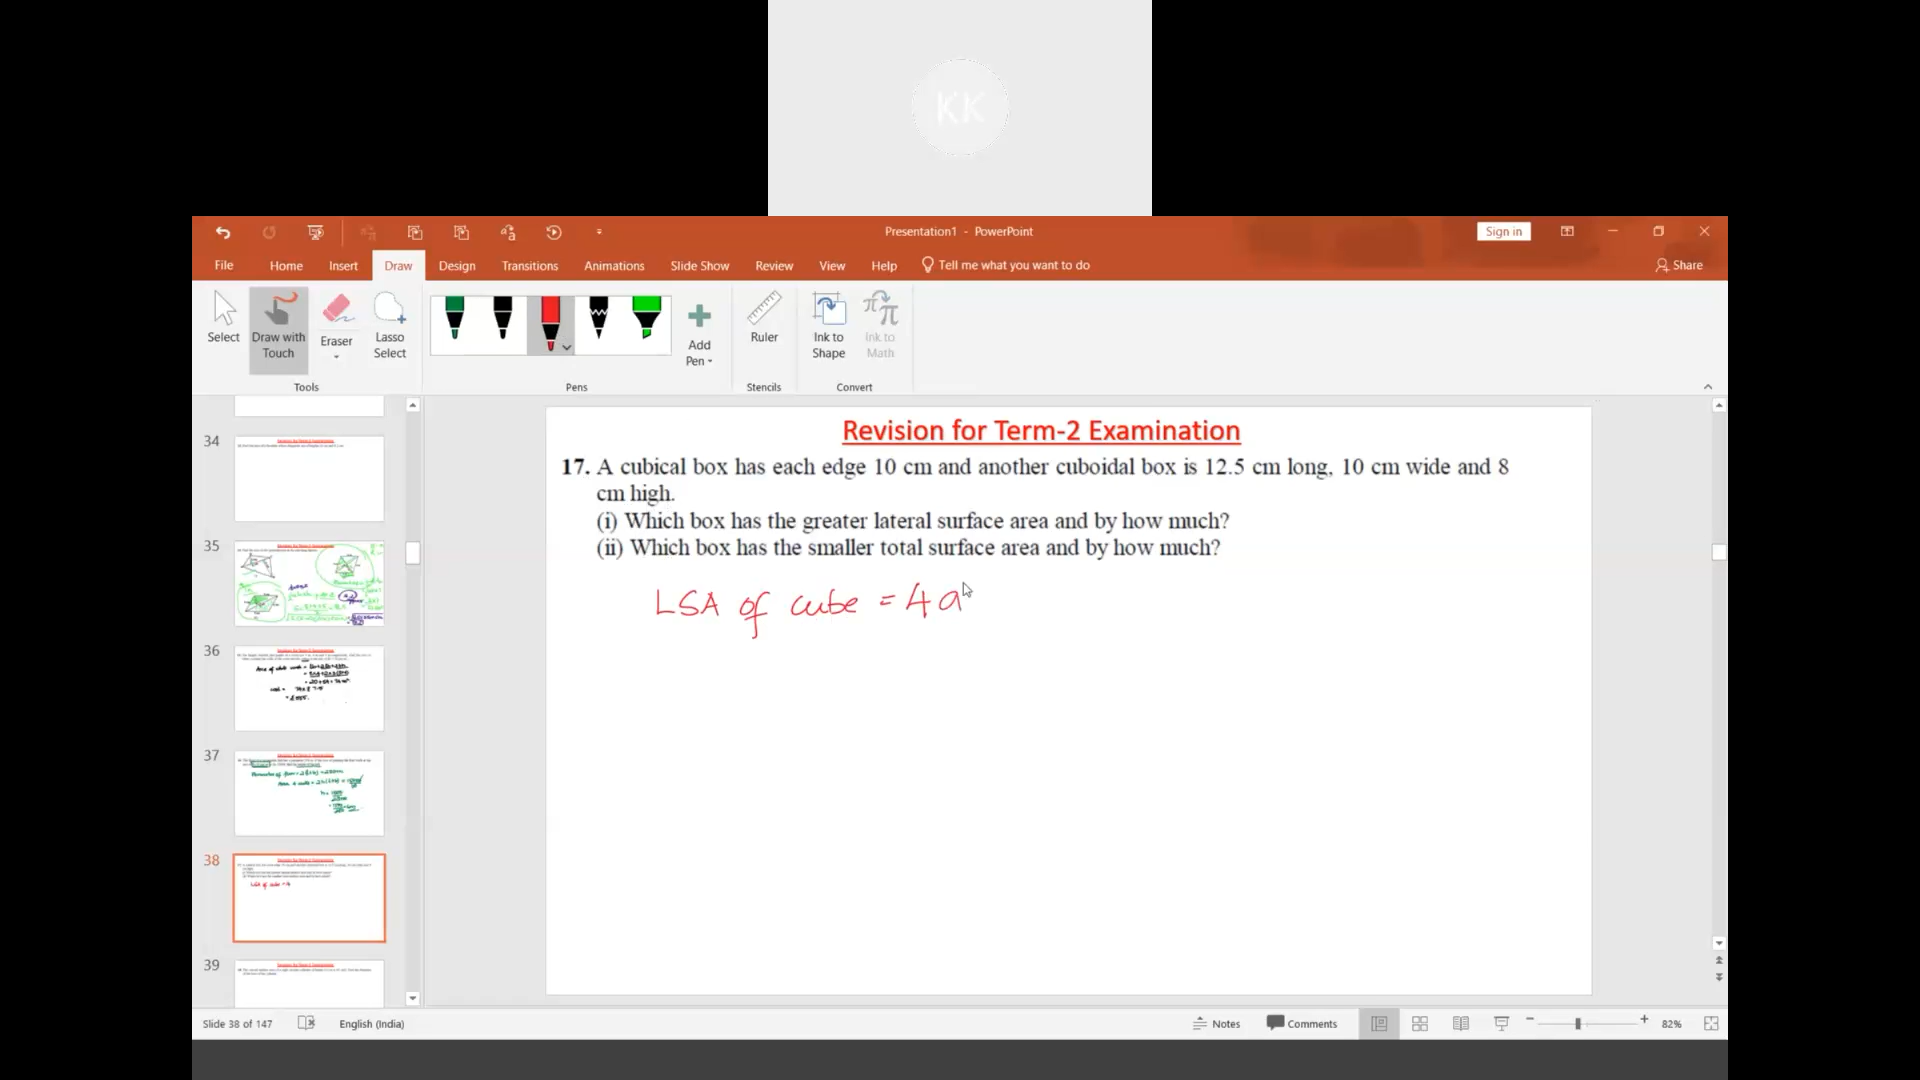 KK
Presentation1 - PowerPoint
Sign in
File Home Insert Draw Design Transitions Animations Slide Show Review View Help Tell me what you want to do
Share
Select
Draw with Touch
Eraser
Lasso Select
Add Pen
Ruler
Ink to Shape
Ink to Math
Tools
Pens
Stencils
Convert
34
35
36
37
38
39
Revision for Term-2 Examination
17. A cubical box has each edge 10 cm and another cuboidal box is 12.5 cm long, 10 cm wide and 8
cm high.
(i) Which box has the greater lateral surface area and by how much?
(ii) Which box has the smaller total surface area and by how much?
LSA of cube = 4a
Slide 38 of 147
English (India)
Notes
Comments
82%